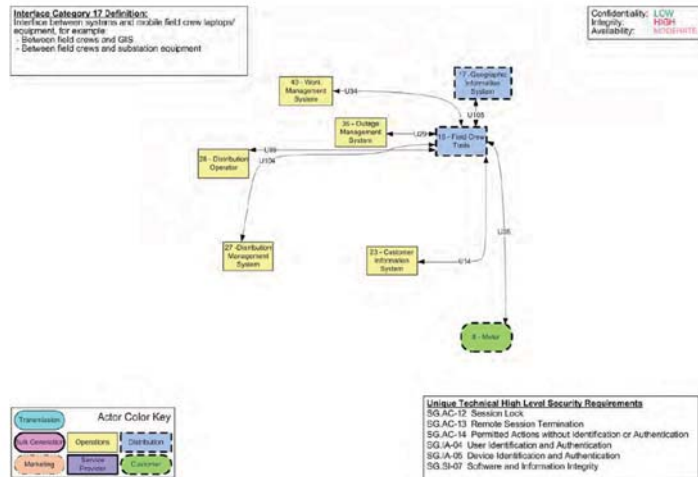 Interface Category 17 Definition:
Interface between systems and mobile field crew laptops/
equipment, for example:
- Between field crews and GIS
- Between field crews and substation equipment
Confidentiality: LOW
Integrity: HIGH
Availability: MODERATE
17 - Geographic
Information
System
40 - Work
Management
System
U34
U105
36 - Outage
Management
System
U29
15 - Field Crew
Tools
U99
U104
28 - Distribution
Operator
U35
27 - Distribution
Management
System
23 - Customer
Information
System
U14
8 - Meter
Actor Color Key
Transmission
Bulk Generation
Operations
Distribution
Marketing
Service
Provider
Customer
Unique Technical High Level Security Requirements
SG.AC-12 Session Lock
SG.AC-13 Remote Session Termination
SG.AC-14 Permitted Actions without Identification or Authentication
SG.IA-04 User Identification and Authentication
SG.IA-05 Device Identification and Authentication
SG.SI-07 Software and Information Integrity